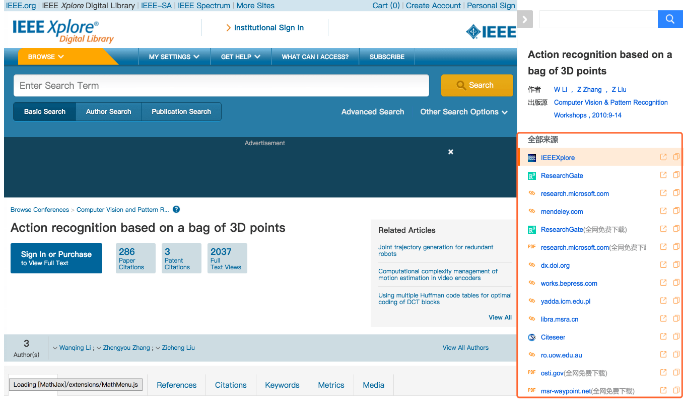 IEEE.org | IEEE Xplore Digital Library | IEEE-SA | IEEE Spectrum | More Sites
Cart (0) | Create Account | Personal Sign
IEEE Xplore®
Digital Library
Institutional Sign In
IEEE
BROWSE
MY SETTINGS
GET HELP
WHAT CAN I ACCESS?
SUBSCRIBE
Enter Search Term
Search
Basic Search
Author Search
Publication Search
Advanced Search
Other Search Options
Advertisement
Browse Conferences > Computer Vision and Pattern R...
Action recognition based on a bag of 3D points
Sign In or Purchase
to View Full Text
286
Paper
Citations
3
Patent
Citations
2037
Full
Text Views
Related Articles
Joint trajectory generation for redundant
robots
Computational complexity management of
motion estimation in video encoders
Using multiple Huffman code tables for optimal
coding of DCT blocks
View All
3
Author(s)
Wanqing Li ; Zhengyou Zhang ; Zicheng Liu
View All Authors
Loading [MathJax]/extensions/MathMenu.js
References
Citations
Keywords
Metrics
Media
Action recognition based on a
bag of 3D points
作者 W Li , Z Zhang , Z Liu
出版源 Computer Vision & Pattern Recognition
Workshops , 2010:9-14
全部来源
IEEEXplore
ResearchGate
research.microsoft.com
mendeley.com
ResearchGate(全网免费下载)
research.microsoft.com(全网免费下
dx.doi.org
works.bepress.com
yadda.icm.edu.pl
libra.msra.cn
Citeseer
ro.uow.edu.au
osti.gov(全网免费下载)
msr-waypoint.net(全网免费下载)